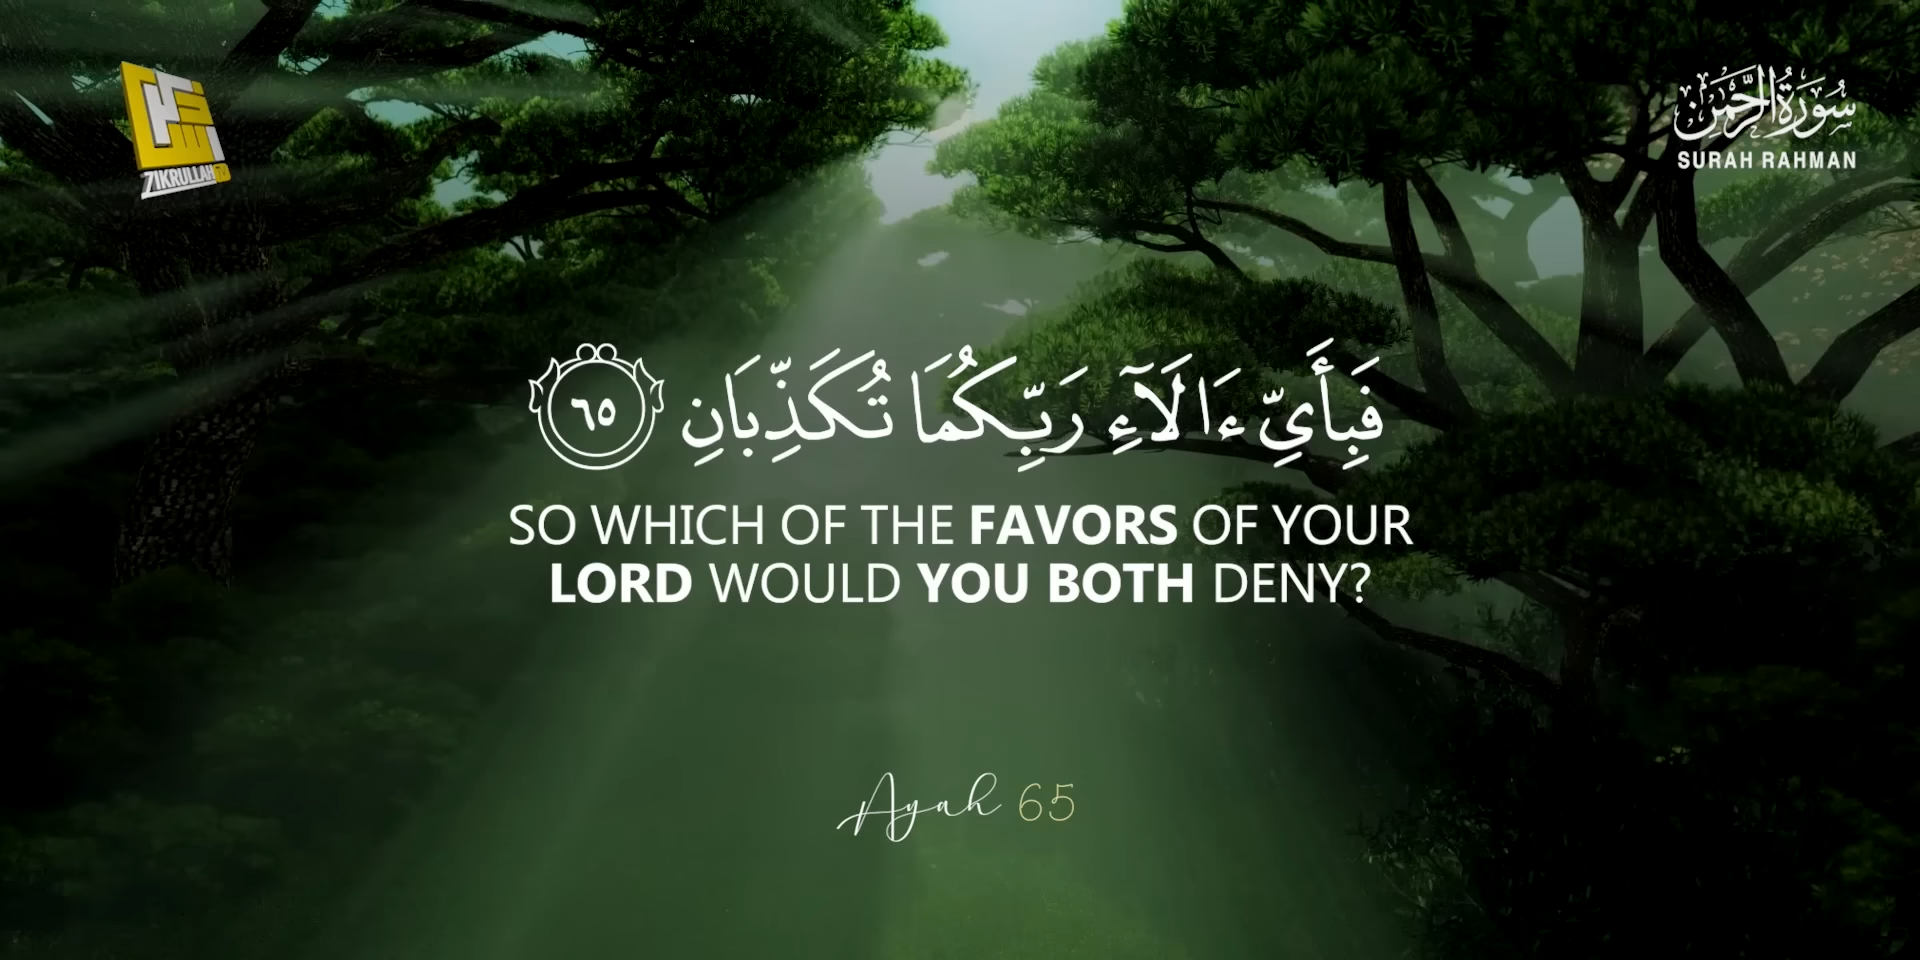 ZIKRULLAH TV
سُورَةُ الرَّحْمَٰن
SURAH RAHMAN
فَبِأَيِّ ءَالَآءِ رَبِّكُمَا تُكَذِّبَانِ ٦٥
SO WHICH OF THE FAVORS OF YOUR
LORD WOULD YOU BOTH DENY?
Ayah 65